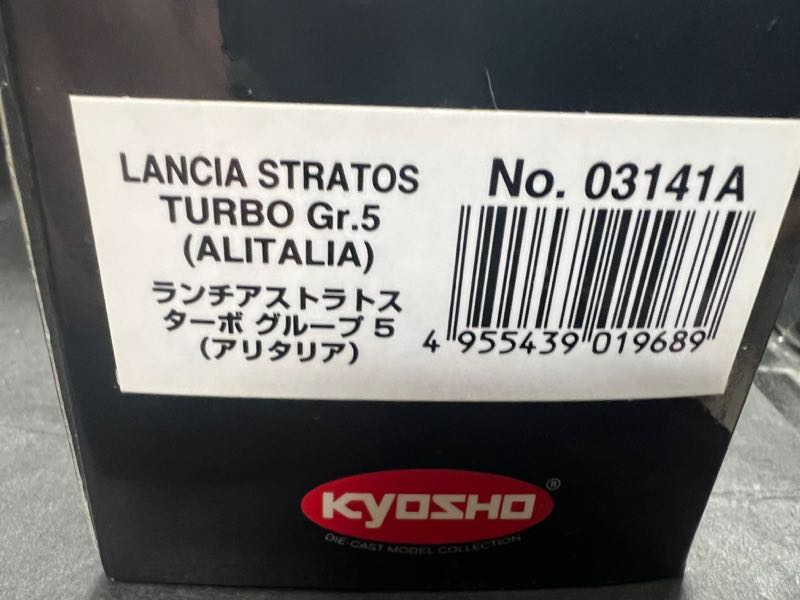 LANCIA STRATOS
TURBO Gr.5
(ALITALIA)
ランチアストラトス
ターボ グループ 5
(アリタリア)
No. 03141A
4 955439 019689
KYOSHO ®
DIE-CAST MODEL COLLECTION